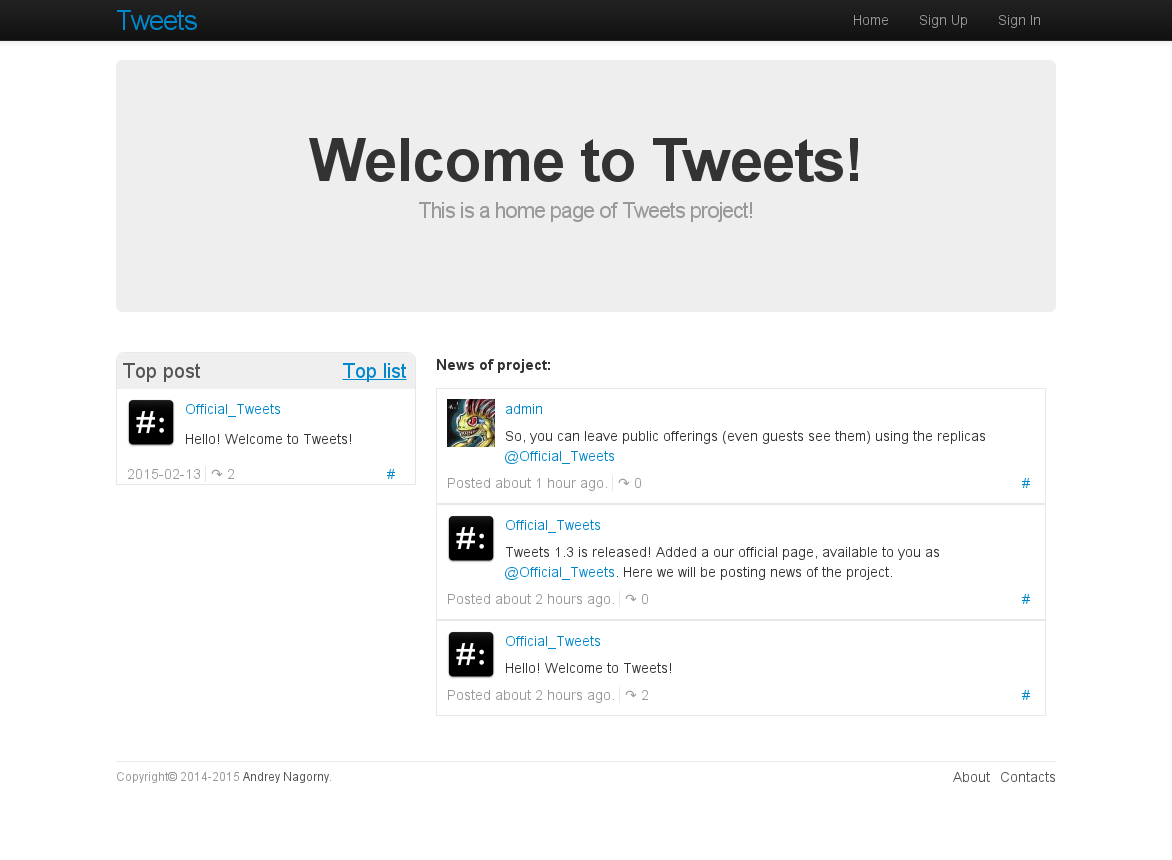 Tweets
Home Sign Up Sign In
Welcome to Tweets!
This is a home page of Tweets project!
Top post Top list
#:
Official_Tweets
Hello! Welcome to Tweets!
2015-02-13 ↷ 2 #
News of project:
admin
So, you can leave public offerings (even guests see them) using the replicas
@Official_Tweets
Posted about 1 hour ago. ↷ 0 #
#:
Official_Tweets
Tweets 1.3 is released! Added a our official page, available to you as
@Official_Tweets. Here we will be posting news of the project.
Posted about 2 hours ago. ↷ 0 #
#:
Official_Tweets
Hello! Welcome to Tweets!
Posted about 2 hours ago. ↷ 2 #
Copyright© 2014-2015 Andrey Nagorny.
About Contacts